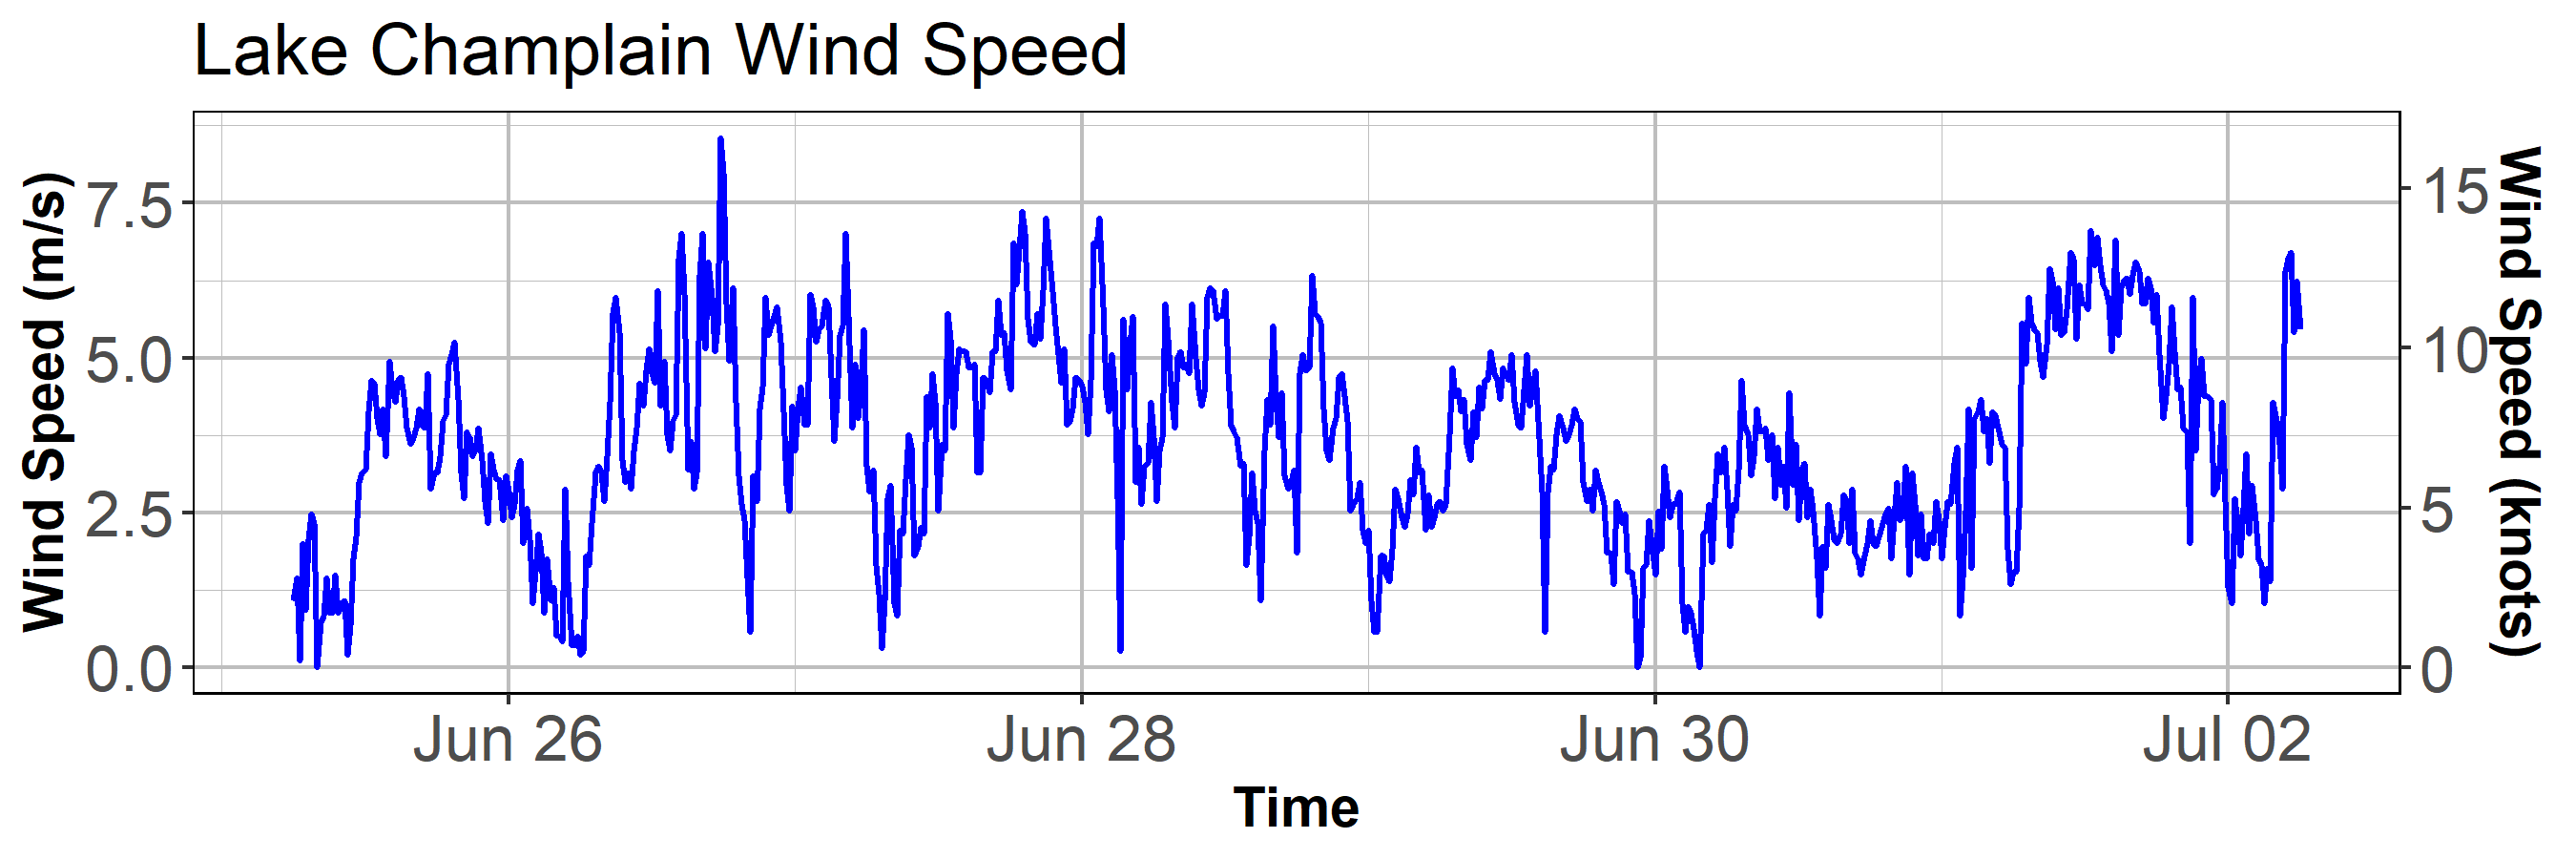 Lake Champlain Wind Speed
Wind Speed (m/s)
7.5
5.0
2.5
0.0
15
10
5
0
Wind Speed (knots)
Jun 26
Jun 28
Jun 30
Jul 02
Time